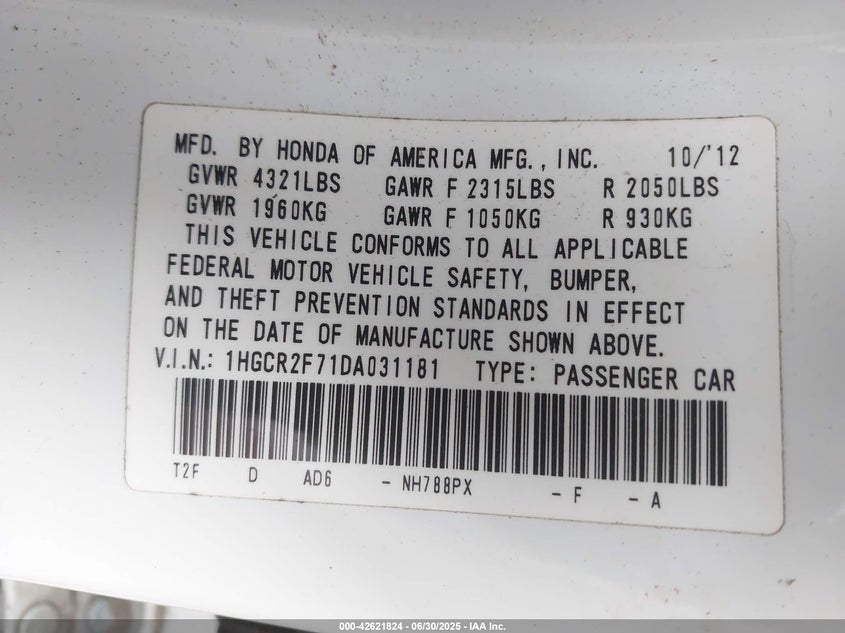 MFD. BY HONDA OF AMERICA MFG., INC. 10/'12
GVWR 4321LBS GAWR F 2315LBS R 2050LBS
GVWR 1960KG GAWR F 1050KG R 930KG
THIS VEHICLE CONFORMS TO ALL APPLICABLE
FEDERAL MOTOR VEHICLE SAFETY, BUMPER,
AND THEFT PREVENTION STANDARDS IN EFFECT
ON THE DATE OF MANUFACTURE SHOWN ABOVE.
V.I.N.: 1HGCR2F71DA031181 TYPE: PASSENGER CAR
T2F D AD6 - NH788PX - F - A
000-42621824 - 06/30/2025 - IAA Inc.